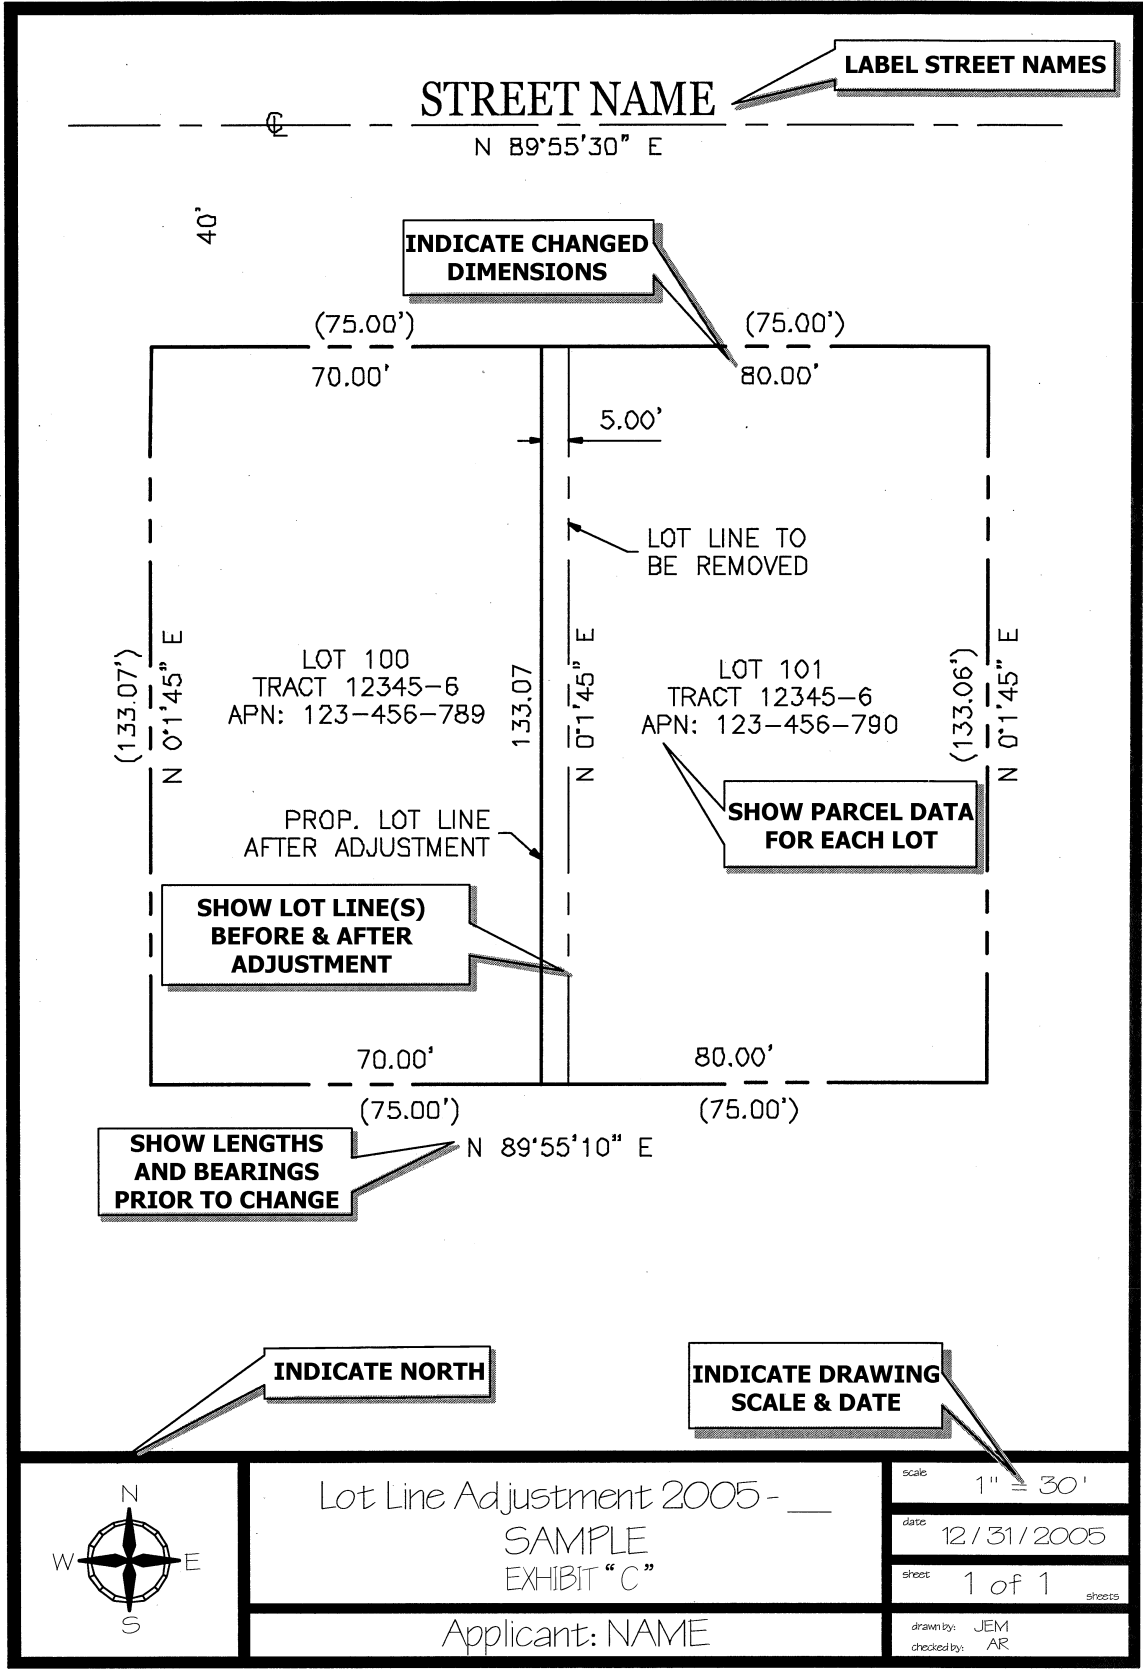 LABEL STREET NAMES
STREET NAME
℄
N 89°55'30" E
40'
INDICATE CHANGED
DIMENSIONS
(75.00')
(75.00')
70.00'
80.00'
5.00'
LOT LINE TO
BE REMOVED
(133.07')
N 0°1'45" E
LOT 100
TRACT 12345-6
APN: 123-456-789
133.07
N 0°1'45" E
LOT 101
TRACT 12345-6
APN: 123-456-790
(133.06')
N 0°1'45" E
SHOW PARCEL DATA
FOR EACH LOT
PROP. LOT LINE
AFTER ADJUSTMENT
SHOW LOT LINE(S)
BEFORE & AFTER
ADJUSTMENT
70.00'
80.00'
(75.00')
(75.00')
SHOW LENGTHS
AND BEARINGS
PRIOR TO CHANGE
N 89°55'10" E
INDICATE NORTH
INDICATE DRAWING
SCALE & DATE
N
W
E
S
Lot Line Adjustment 2005-__
SAMPLE
EXHIBIT "C"
Applicant: NAME
scale 1" = 30'
date 12/31/2005
sheet 1 of 1 sheets
drawn by: JEM
checked by: AR